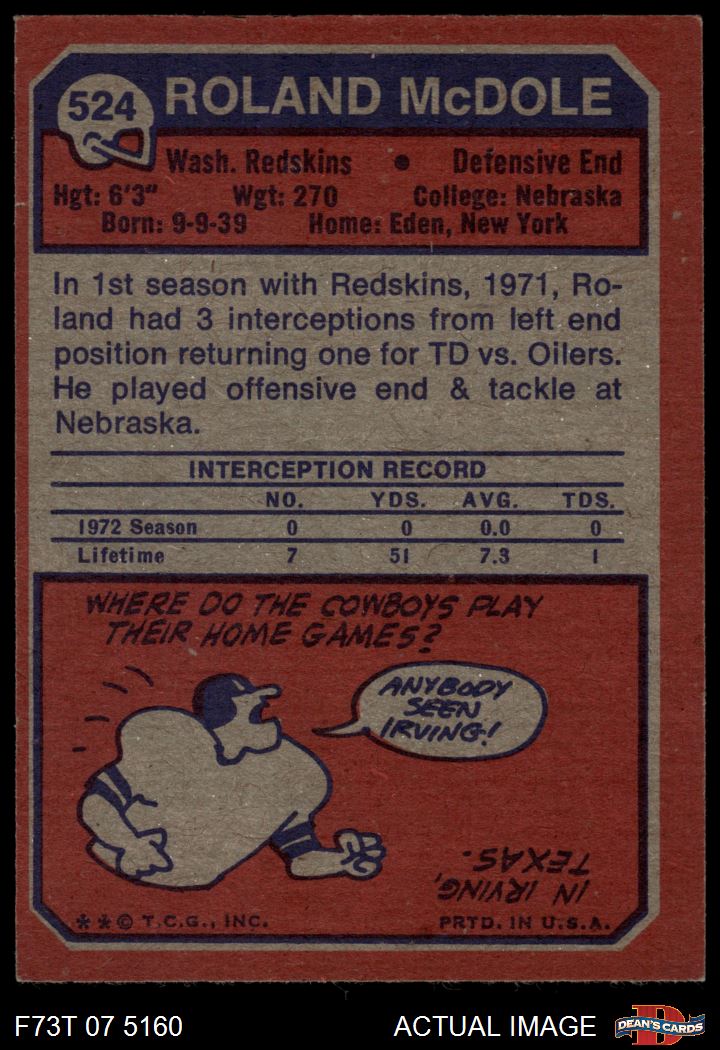 524
ROLAND McDOLE
Wash. Redskins • Defensive End
Hgt: 6'3" Wgt: 270 College: Nebraska
Born: 9-9-39 Home: Eden, New York
In 1st season with Redskins, 1971, Ro-
land had 3 interceptions from left end
position returning one for TD vs. Oilers.
He played offensive end & tackle at
Nebraska.
INTERCEPTION RECORD
NO. YDS. AVG. TDS.
1972 Season 0 0 0.0 0
Lifetime 7 51 7.3 1
WHERE DO THE COWBOYS PLAY
THEIR HOME GAMES?
ANYBODY
SEEN
IRVING!
IN IRVING,
TEXAS.
** © T.C.G., INC. PRTD. IN U.S.A.
F73T 07 5160 ACTUAL IMAGE
D
DEAN'S CARDS